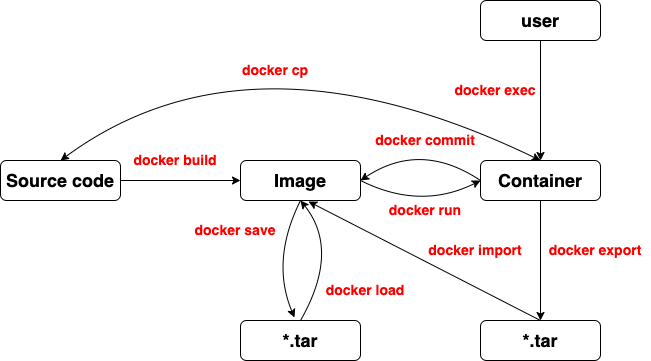 user
docker cp
docker exec
docker commit
docker build
Source code
Image
Container
docker run
docker save
docker import
docker export
docker load
*.tar
*.tar